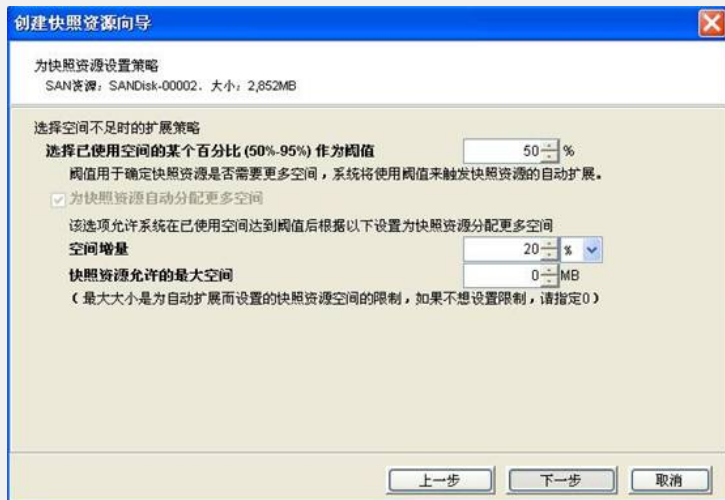 创建快照资源向导
为快照资源设置策略
SAN资源：SANDisk-00002．大小：2,852MB
选择空间不足时的扩展策略
选择已使用空间的某个百分比 (50%-95%) 作为阈值 50 %
阈值用于确定快照资源是否需要更多空间，系统将使用阈值来触发快照资源的自动扩展。
为快照资源自动分配更多空间
该选项允许系统在已使用空间达到阈值后根据以下设置为快照资源分配更多空间
空间增量 20 %
快照资源允许的最大空间 0 MB
（最大大小是为自动扩展而设置的快照资源空间的限制，如果不想设置限制，请指定0）
上一步 下一步 取消